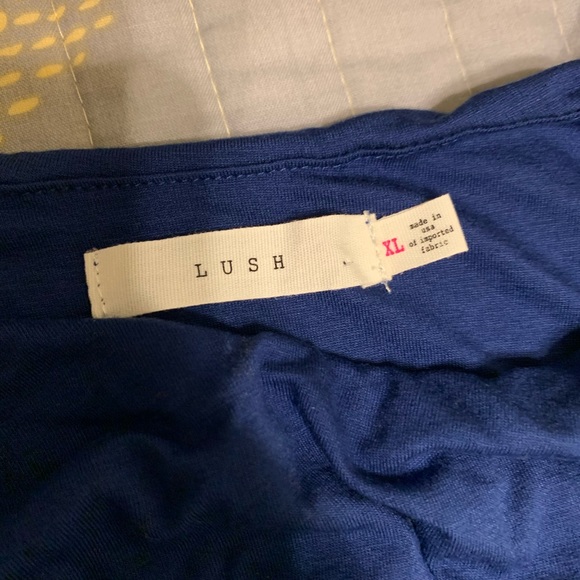 LUSH
XL
made in
usa
of imported
fabric